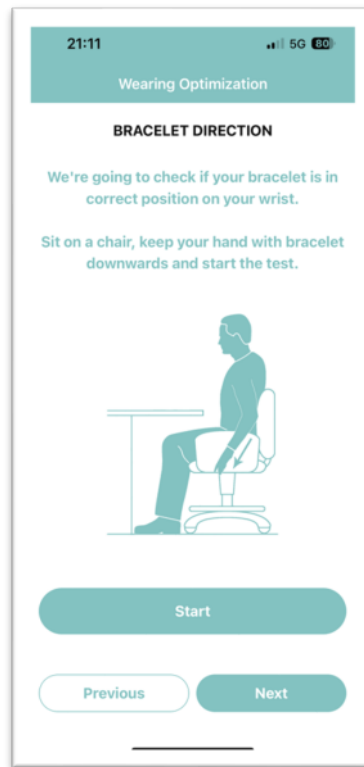 21:11
5G 80
Wearing Optimization
BRACELET DIRECTION
We're going to check if your bracelet is in
correct position on your wrist.
Sit on a chair, keep your hand with bracelet
downwards and start the test.
Start
Previous
Next